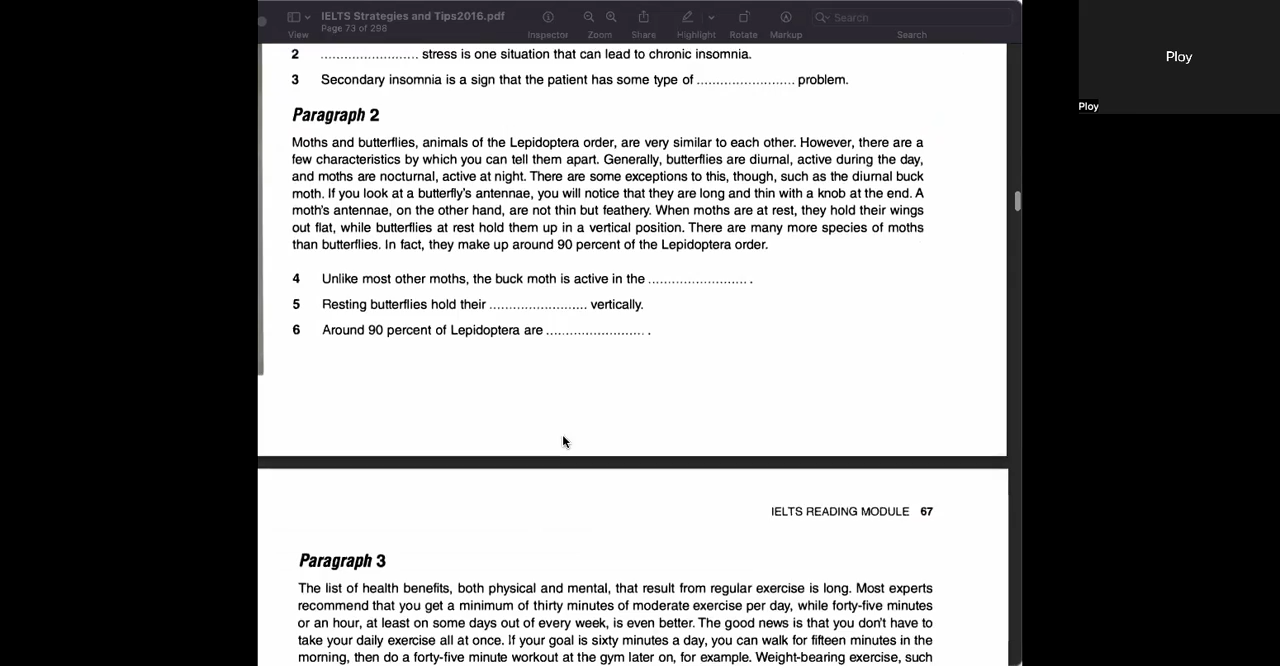 IELTS Strategies and Tips2016.pdf
Page 73 of 296
View
Inspector
Zoom
Share
Highlight
Rotate
Markup
Search
Search
Ploy
Ploy
2 ........................ stress is one situation that can lead to chronic insomnia.
3 Secondary insomnia is a sign that the patient has some type of ........................ problem.
Paragraph 2
Moths and butterflies, animals of the Lepidoptera order, are very similar to each other. However, there are a
few characteristics by which you can tell them apart. Generally, butterflies are diurnal, active during the day,
and moths are nocturnal, active at night. There are some exceptions to this, though, such as the diurnal buck
moth. If you look at a butterfly's antennae, you will notice that they are long and thin with a knob at the end. A
moth's antennae, on the other hand, are not thin but feathery. When moths are at rest, they hold their wings
out flat, while butterflies at rest hold them up in a vertical position. There are many more species of moths
than butterflies. In fact, they make up around 90 percent of the Lepidoptera order.
4 Unlike most other moths, the buck moth is active in the ........................ .
5 Resting butterflies hold their ........................ vertically.
6 Around 90 percent of Lepidoptera are ........................ .
IELTS READING MODULE 67
Paragraph 3
The list of health benefits, both physical and mental, that result from regular exercise is long. Most experts
recommend that you get a minimum of thirty minutes of moderate exercise per day, while forty-five minutes
or an hour, at least on some days out of every week, is even better. The good news is that you don't have to
take your daily exercise all at once. If your goal is sixty minutes a day, you can walk for fifteen minutes in the
morning, then do a forty-five minute workout at the gym later on, for example. Weight-bearing exercise, such